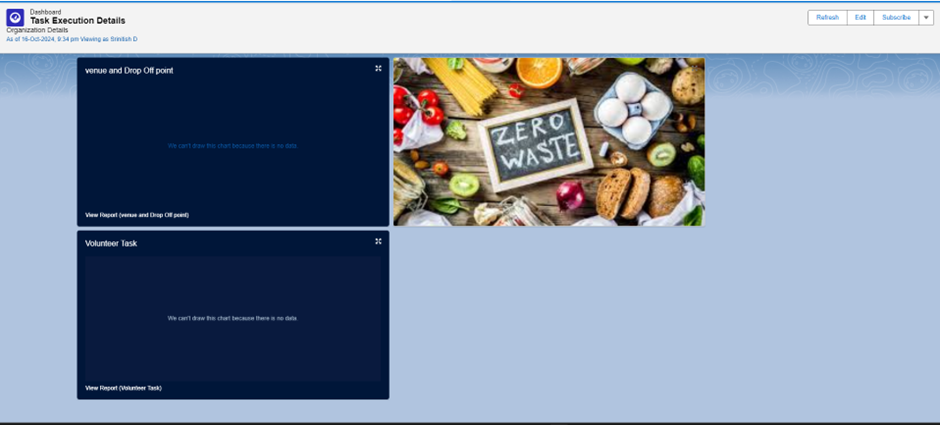 Dashboard
Task Execution Details
Organization Details
As of 16-Oct-2024, 9:34 pm Viewing as Srinitish D
Refresh
Edit
Subscribe
venue and Drop Off point
We can't draw this chart because there is no data.
View Report (venue and Drop Off point)
ZERO
WASTE
Volunteer Task
We can't draw this chart because there is no data.
View Report (Volunteer Task)